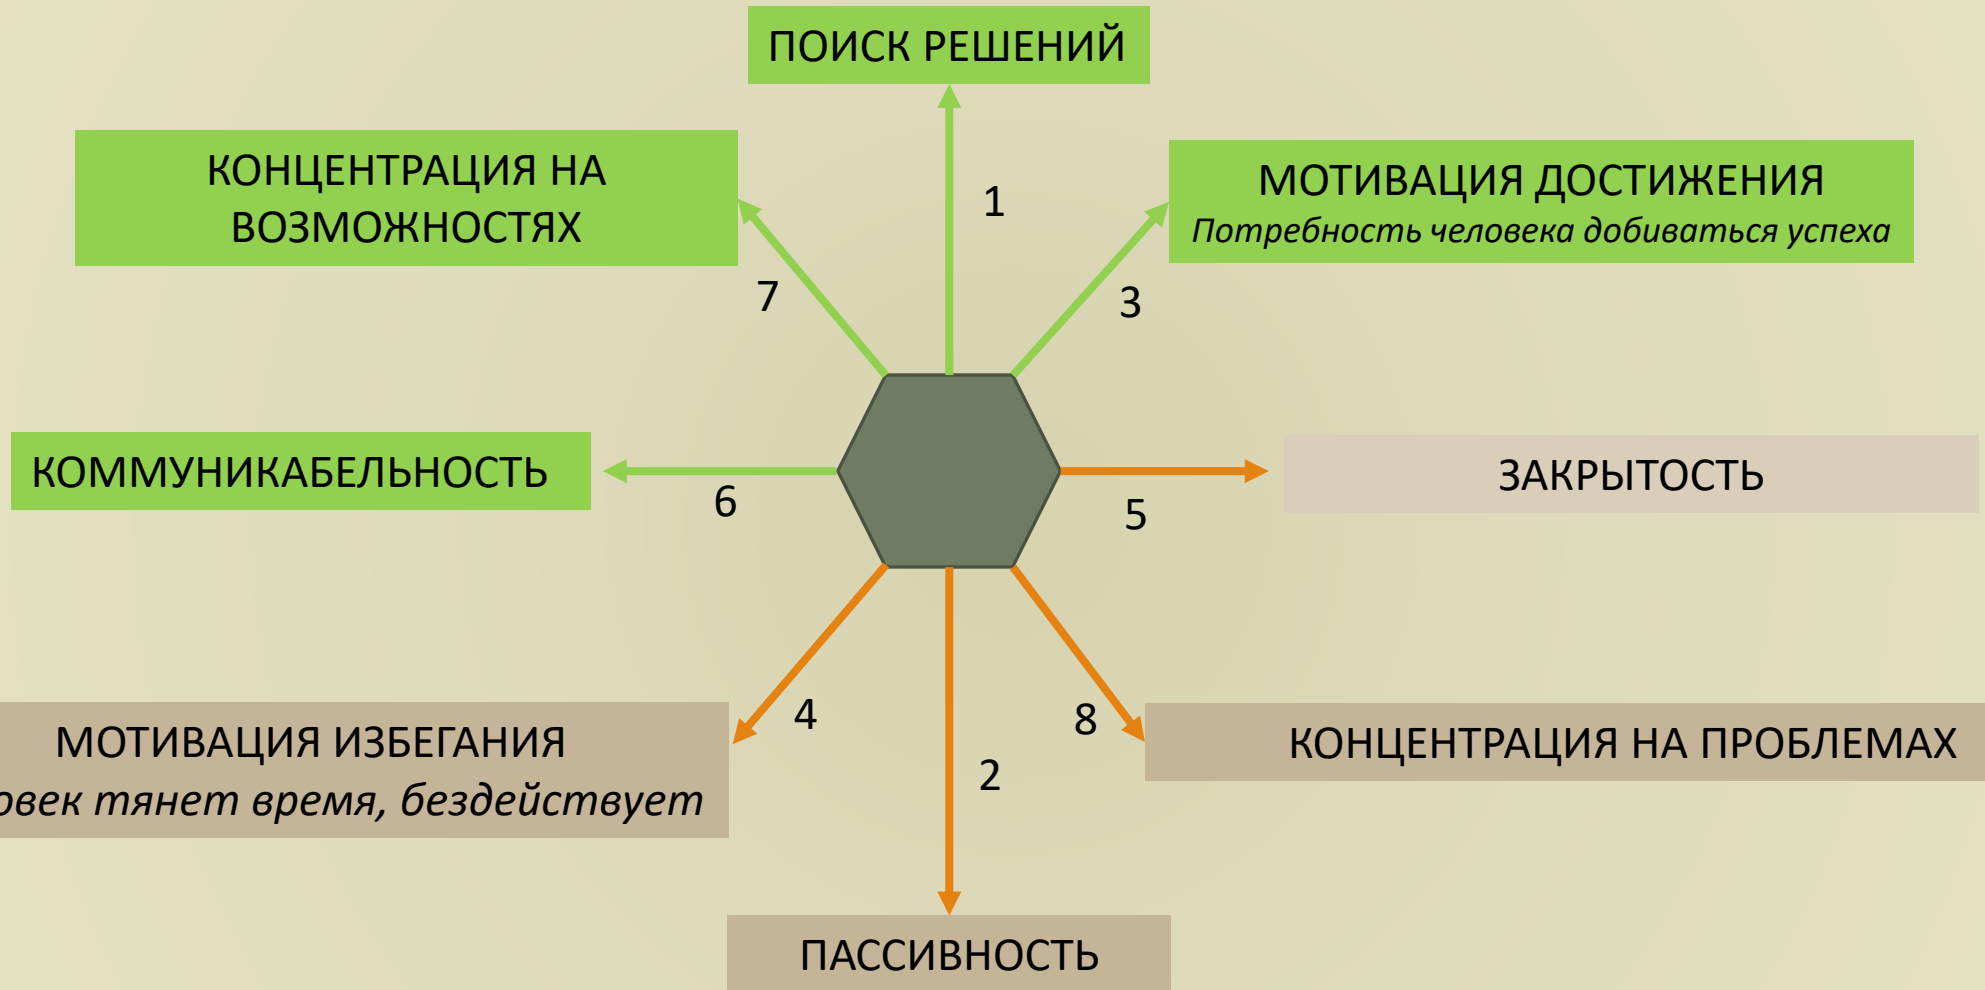 ПОИСК РЕШЕНИЙ
КОНЦЕНТРАЦИЯ НА
ВОЗМОЖНОСТЯХ
1
МОТИВАЦИЯ ДОСТИЖЕНИЯ
Потребность человека добиваться успеха
7
3
КОММУНИКАБЕЛЬНОСТЬ
6
5
ЗАКРЫТОСТЬ
МОТИВАЦИЯ ИЗБЕГАНИЯ
тянет время, бездействует
4
8
КОНЦЕНТРАЦИЯ НА ПРОБЛЕМАХ
2
ПАССИВНОСТЬ